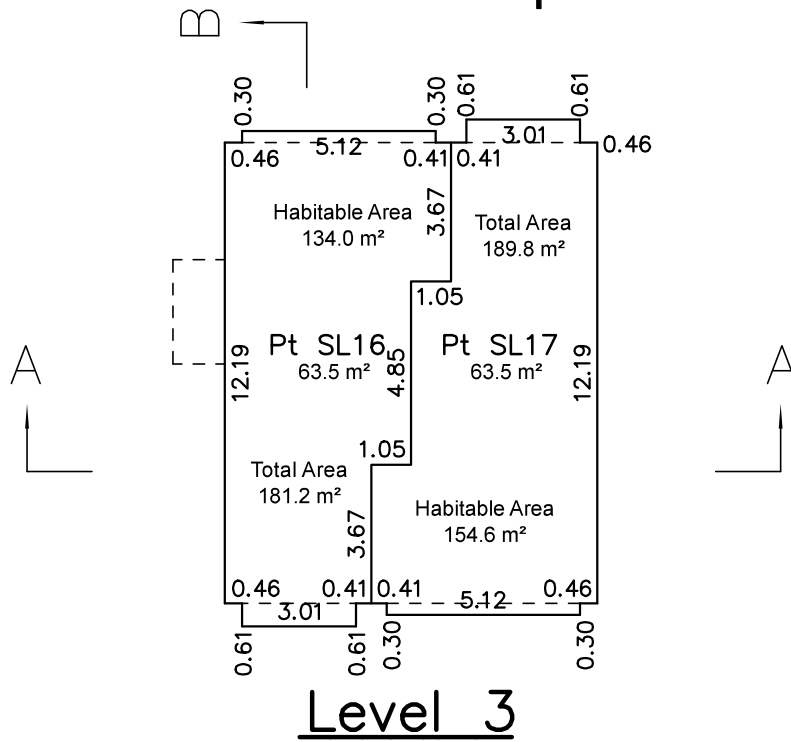 B
0.30
0.30
0.61
0.61
5.12
3.01
0.46
0.46
0.41
0.41
3.67
Habitable Area
134.0 m²
Total Area
189.8 m²
1.05
A
A
12.19
Pt SL16
63.5 m²
4.85
Pt SL17
63.5 m²
12.19
1.05
Total Area
181.2 m²
3.67
Habitable Area
154.6 m²
0.46
0.41
0.41
0.46
3.01
5.12
0.61
0.61
0.30
0.30
Level 3